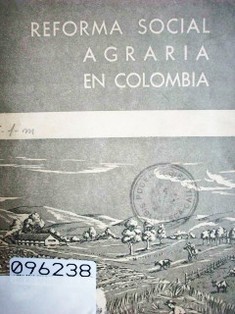 REFORMA SOCIAL
AGRARIA
EN COLOMBIA
096238